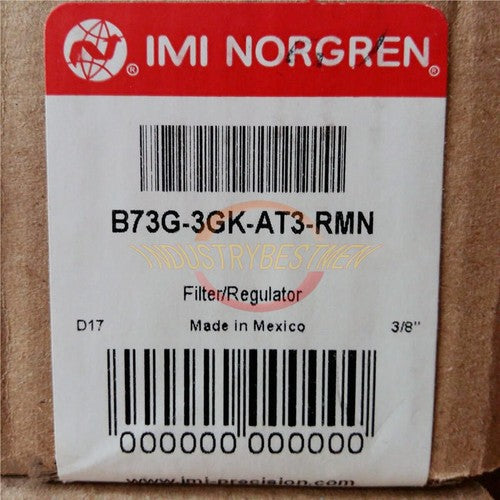 IMI NORGREN
B73G-3GK-AT3-RMN
INDUSTRYBESTMEN
Filter/Regulator
D17 Made in Mexico 3/8"
000000 000000
www.imi-precision.com